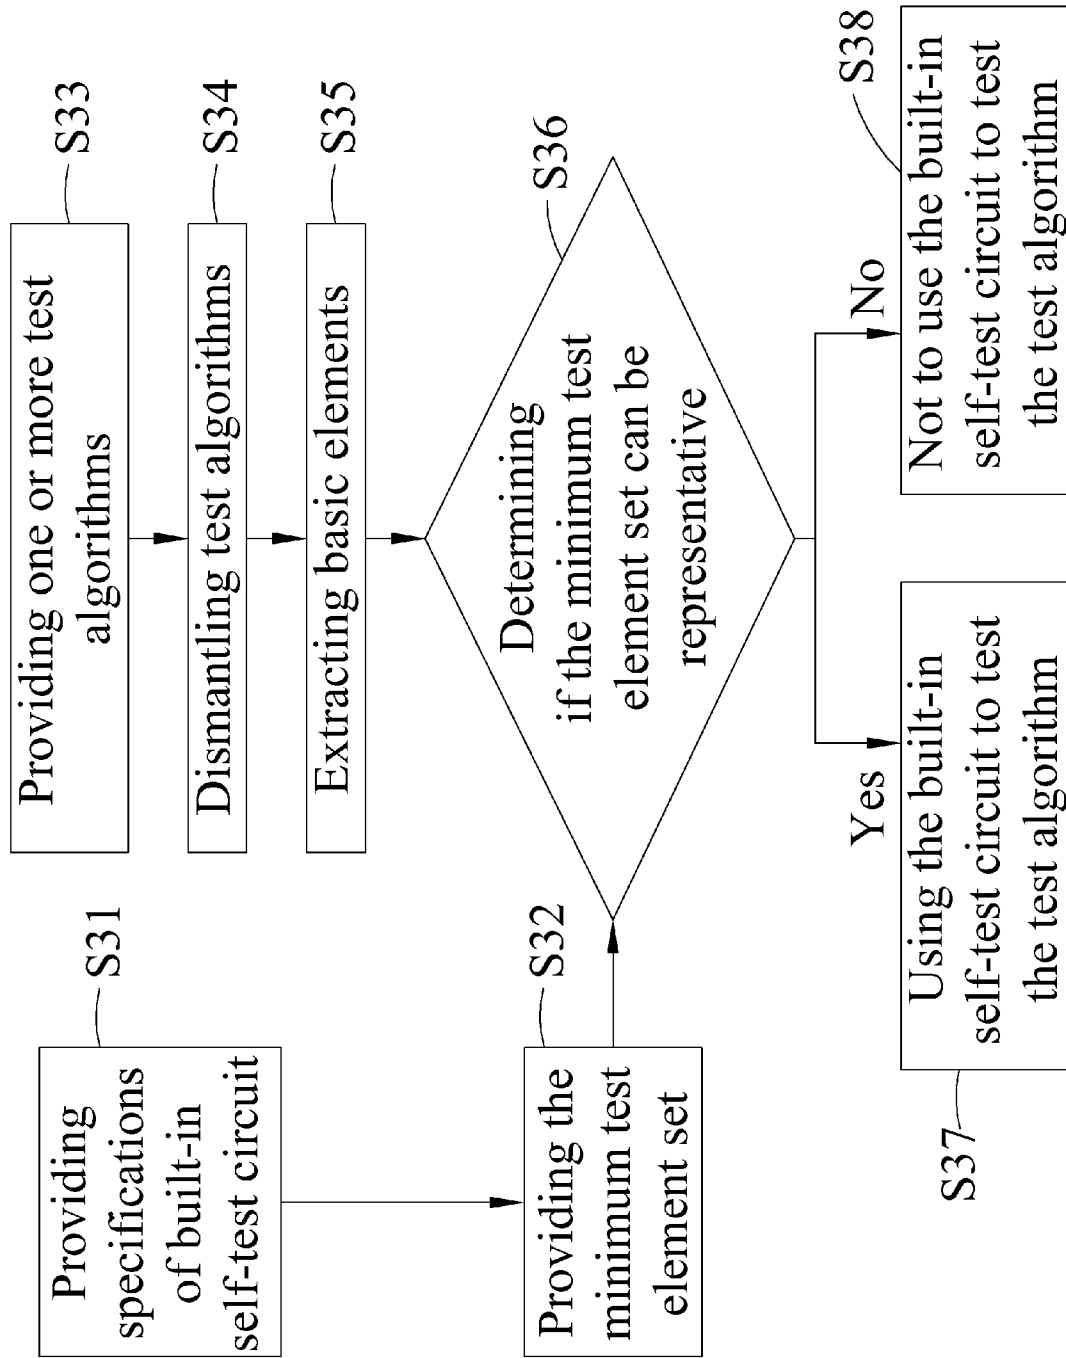 Providing
specifications
of built-in
self-test circuit
S31
Providing the
minimum test
element set
S32
Providing one or more test
algorithms
S33
Dismantling test algorithms
S34
Extracting basic elements
S35
Determining
if the minimum test
element set can be
representative
S36
Yes
No
Using the built-in
self-test circuit to test
the test algorithm
S37
Not to use the built-in
self-test circuit to test
the test algorithm
S38